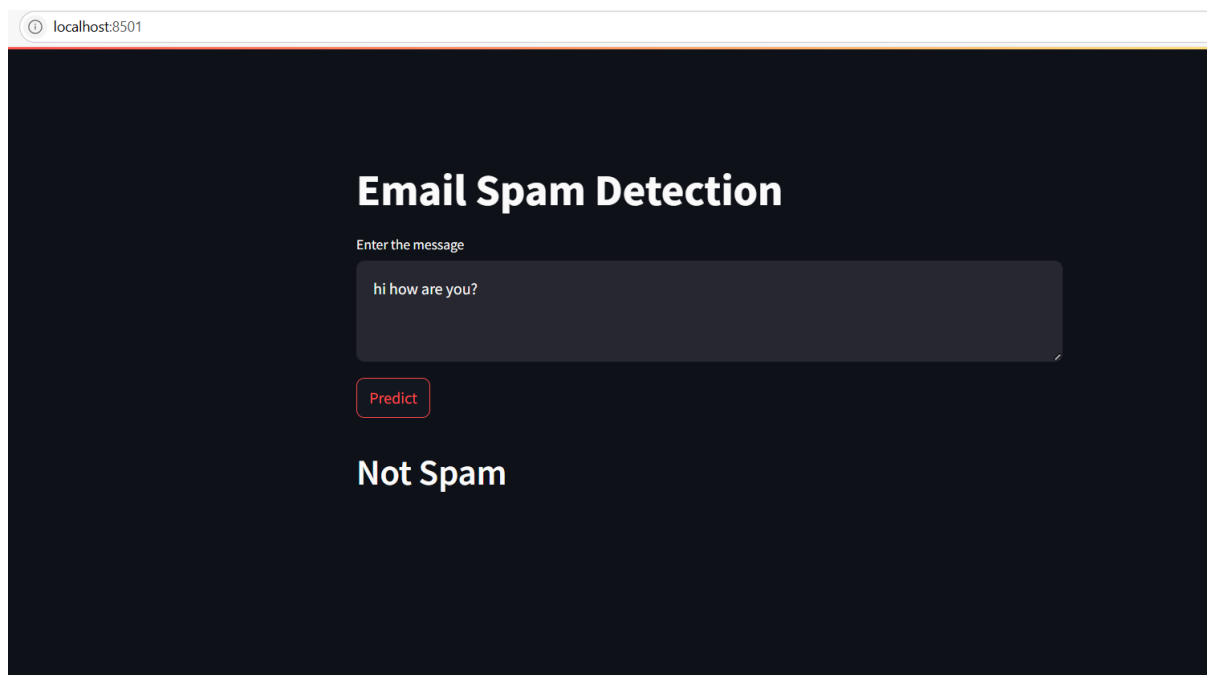 localhost:8501
Email Spam Detection
Enter the message
hi how are you?
Predict
Not Spam